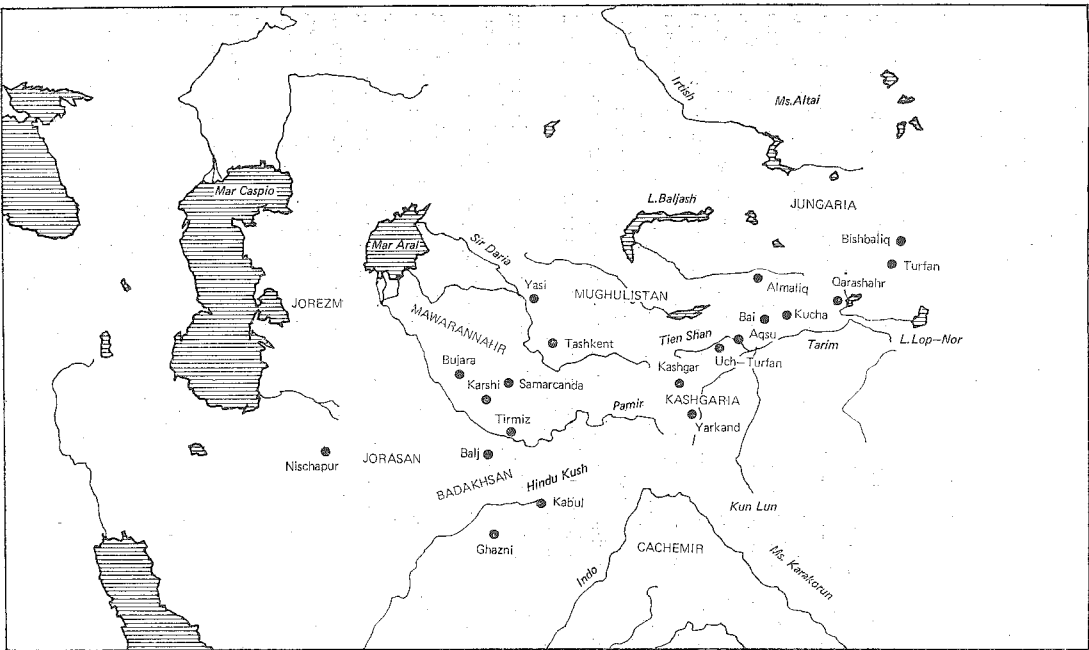 Irtish
Ms.Altai
Mar Caspio
L.Baljash
JUNGARIA
Mar Aral
Sir Daria
Bishbaliq
Turfan
Almatiq
Qarashahr
JOREZM
Yasi
MUGHULISTAN
MAWARANNAHR
Bai
Kucha
Tashkent
Tien Shan
Aqsu
Tarim
L.Lop-Nor
Uch-Turfan
Bujara
Karshi
Samarcanda
Kashgar
KASHGARIA
Pamir
Yarkand
Tirmiz
Nischapur
JORASAN
Balj
BADAKHSAN
Hindu Kush
Kabul
Kun Lun
Ghazni
CACHEMIR
Indo
Ms. Karakorun